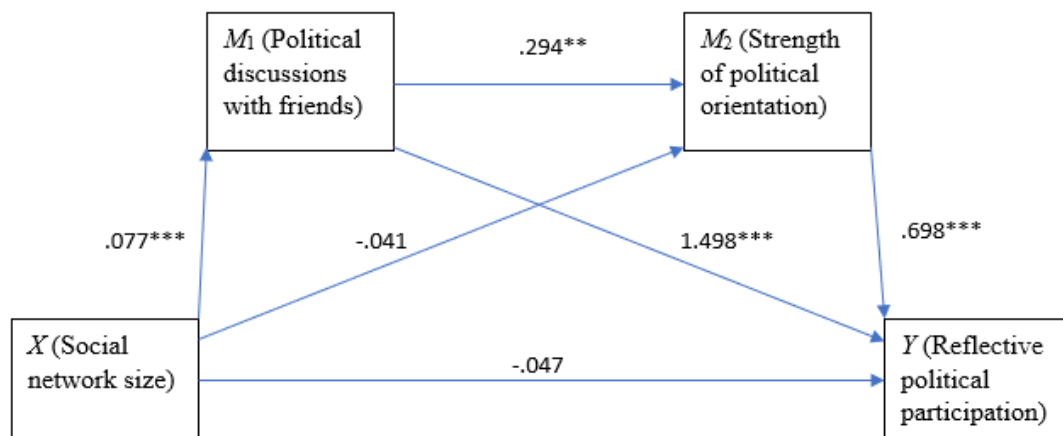 M1 (Political
discussions
with friends)
.294**
M2 (Strength
of political
orientation)
.077***
-.041
1.498***
.698***
X (Social
network size)
-.047
Y (Reflective
political
participation)